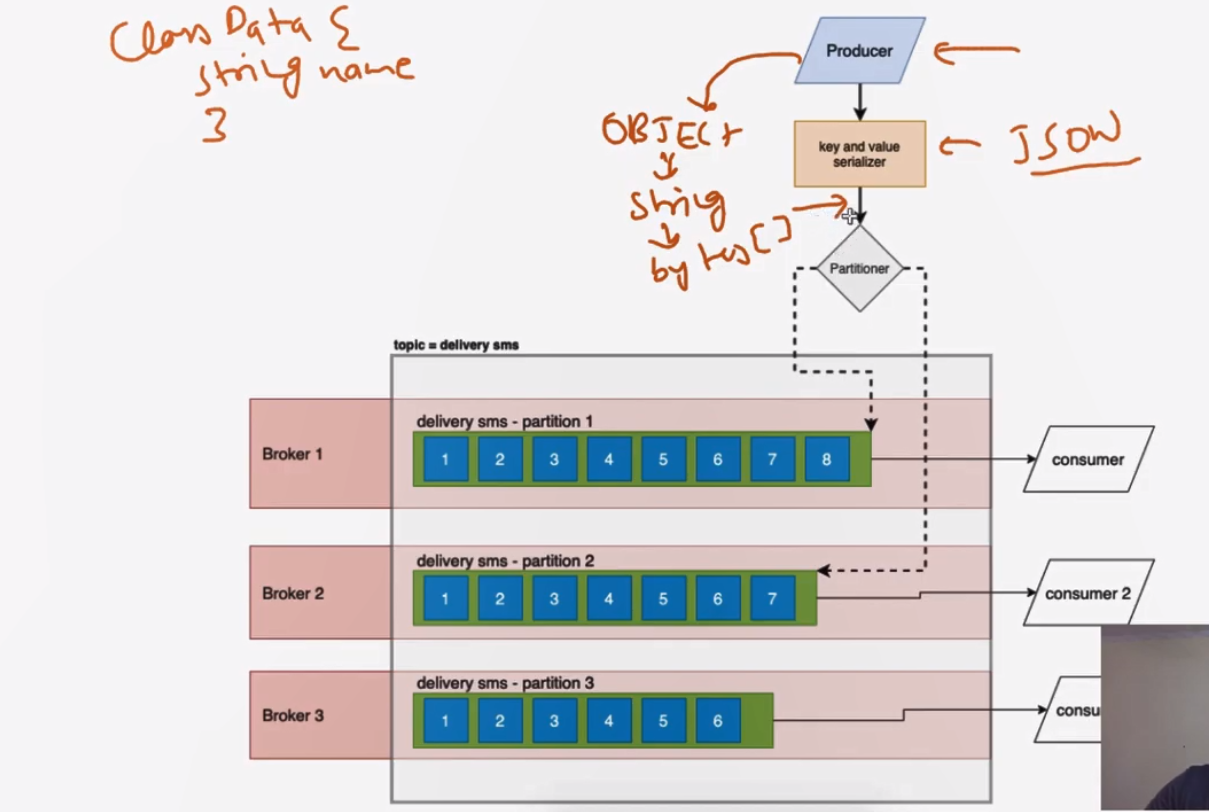 Class Data {
string name
}
Producer
OBJECT
key and value
serializer
JSON
string
bytes[]
Partitioner
topic = delivery sms
delivery sms - partition 1
Broker 1
1 2 3 4 5 6 7 8
consumer
delivery sms - partition 2
Broker 2
1 2 3 4 5 6 7
consumer 2
delivery sms - partition 3
Broker 3
1 2 3 4 5 6
consu